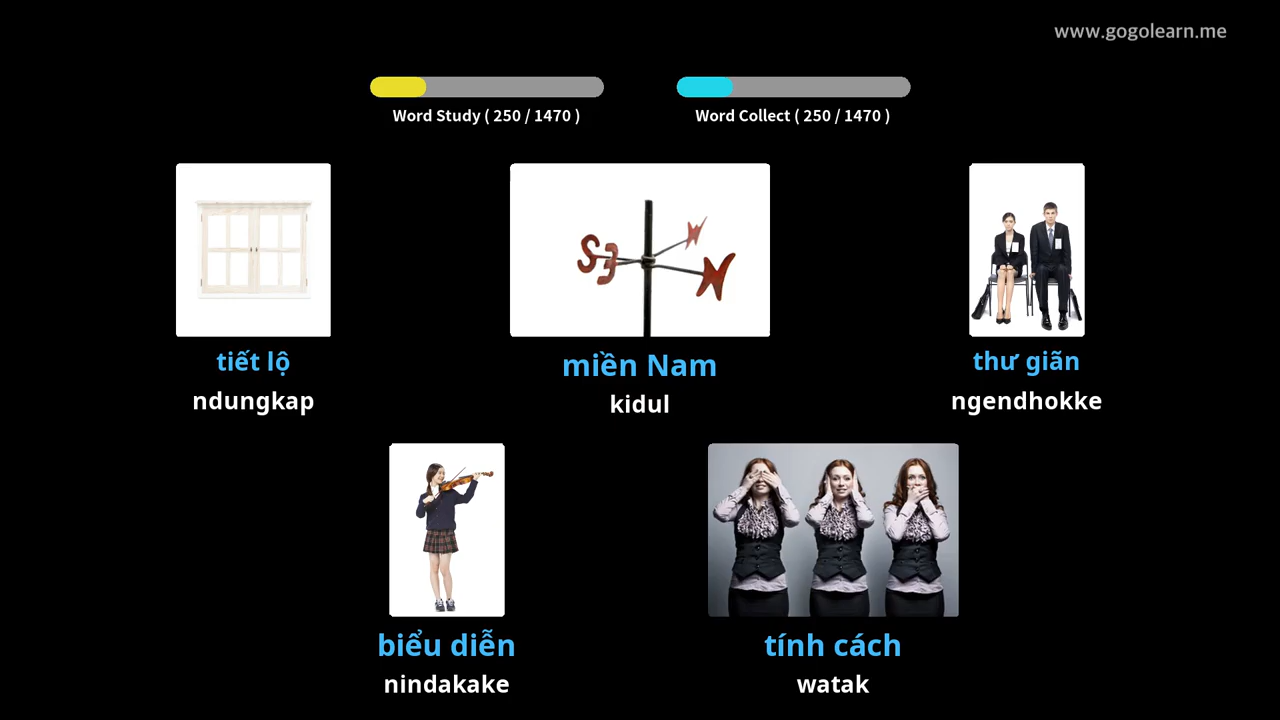 www.gogolearn.me
Word Study ( 250 / 1470 )
Word Collect ( 250 / 1470 )
S
E
N
W
tiết lộ
ndungkap
miền Nam
kidul
thư giãn
ngendhokke
biểu diễn
nindakake
tính cách
watak